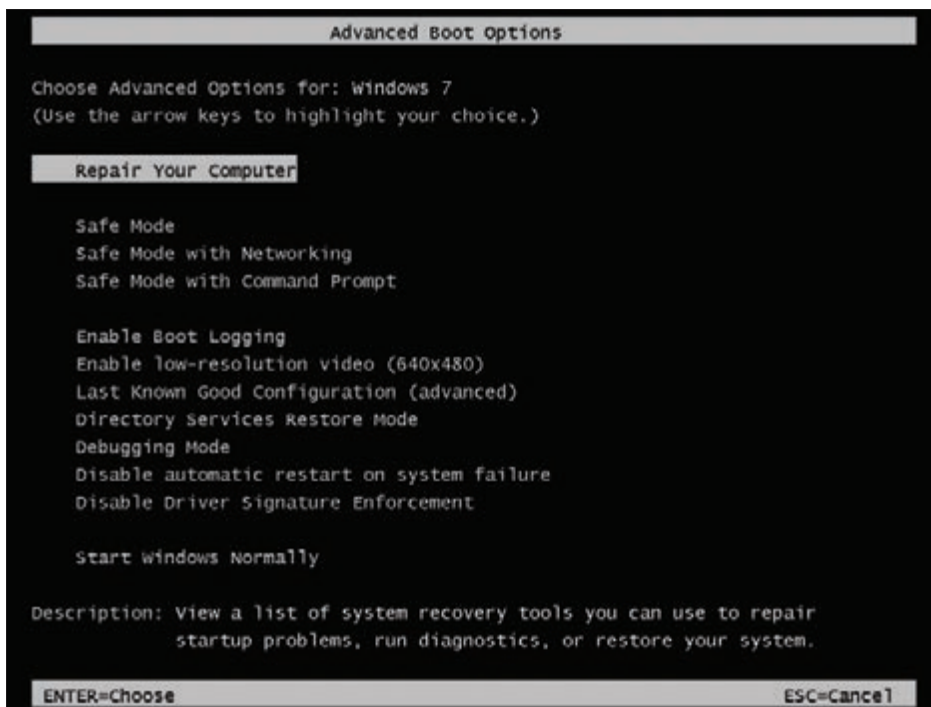 Advanced Boot Options
Choose Advanced Options for: Windows 7
(Use the arrow keys to highlight your choice.)
Repair Your Computer
Safe Mode
Safe Mode with Networking
Safe Mode with Command Prompt
Enable Boot Logging
Enable low-resolution video (640x480)
Last Known Good Configuration (advanced)
Directory Services Restore Mode
Debugging Mode
Disable automatic restart on system failure
Disable Driver Signature Enforcement
Start Windows Normally
Description: View a list of system recovery tools you can use to repair
startup problems, run diagnostics, or restore your system.
ENTER=Choose ESC=Cancel